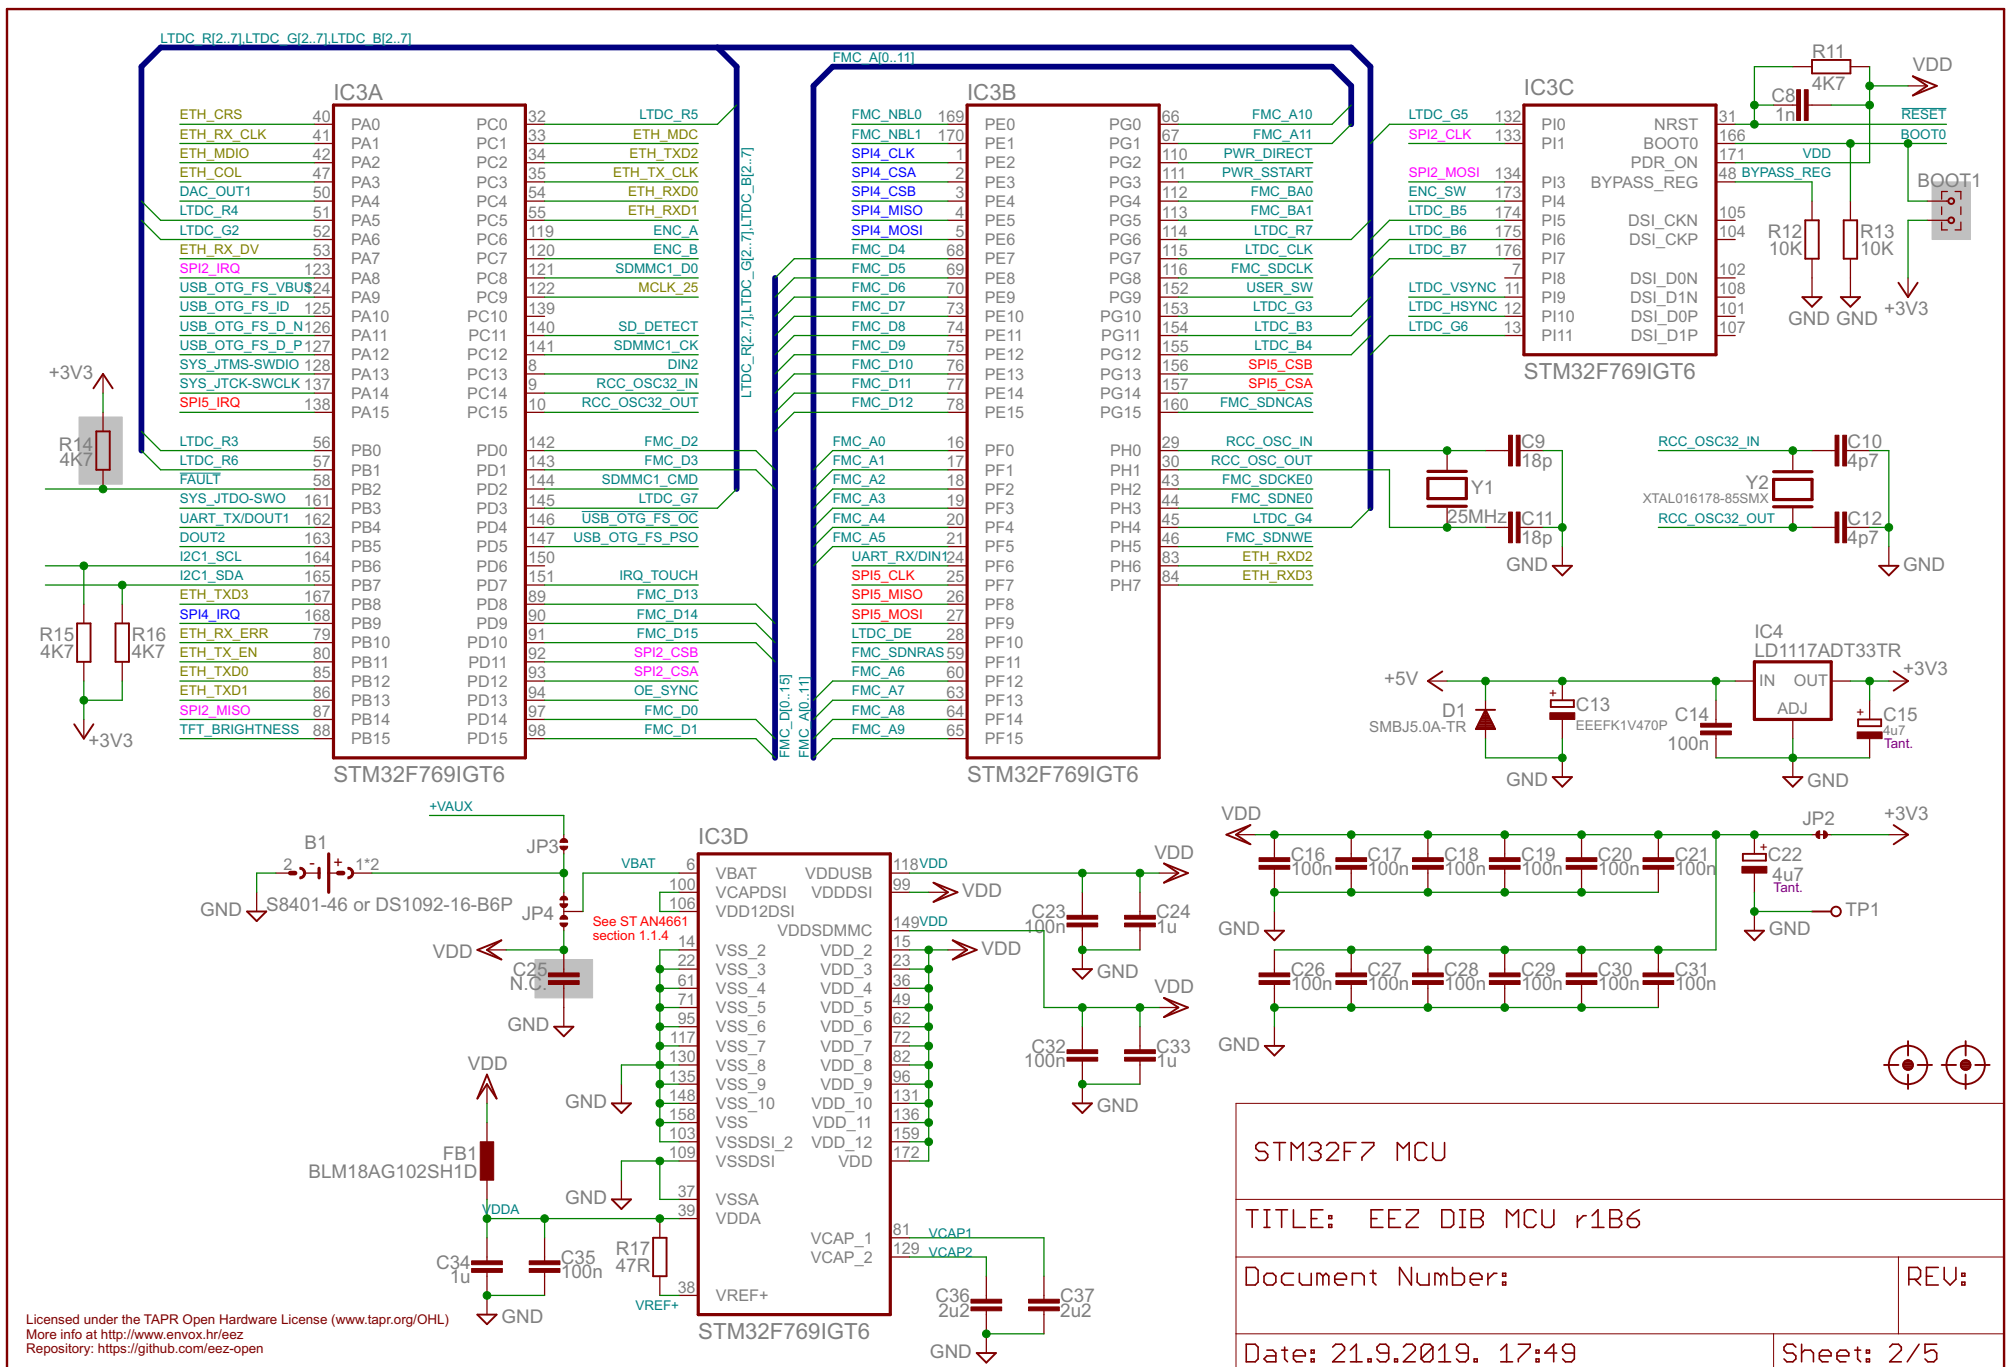 LTDC_R[2..7],LTDC_G[2..7],LTDC_B[2..7]
FMC_A[0..11]
IC3A
ETH_CRS 40 PA0
ETH_RX_CLK 41 PA1
ETH_MDIO 42 PA2
ETH_COL 47 PA3
DAC_OUT1 50 PA4
LTDC_R4 51 PA5
LTDC_G2 52 PA6
ETH_RX_DV 53 PA7
SPI2_IRQ 123 PA8
USB_OTG_FS_VBUS 124 PA9
USB_OTG_FS_ID 125 PA10
USB_OTG_FS_D_N 126 PA11
USB_OTG_FS_D_P 127 PA12
SYS_JTMS-SWDIO 128 PA13
SYS_JTCK-SWCLK 137 PA14
SPI5_IRQ 138 PA15
LTDC_R3 56 PB0
LTDC_R6 57 PB1
FAULT 58 PB2
SYS_JTDO-SWO 161 PB3
UART_TX/DOUT1 162 PB4
DOUT2 163 PB5
I2C1_SCL 164 PB6
I2C1_SDA 165 PB7
ETH_TXD3 167 PB8
SPI4_IRQ 168 PB9
ETH_RX_ERR 79 PB10
ETH_TX_EN 80 PB11
ETH_TXD0 85 PB12
ETH_TXD1 86 PB13
SPI2_MISO 87 PB14
TFT_BRIGHTNESS 88 PB15
PC0 32 LTDC_R5
PC1 33 ETH_MDC
PC2 34 ETH_TXD2
PC3 35 ETH_TX_CLK
PC4 54 ETH_RXD0
PC5 55 ETH_RXD1
PC6 119 ENC_A
PC7 120 ENC_B
PC8 121 SDMMC1_D0
PC9 122 MCLK_25
PC10 139
PC11 140 SD_DETECT
PC12 141 SDMMC1_CK
PC13 8 DIN2
PC14 9 RCC_OSC32_IN
PC15 10 RCC_OSC32_OUT
PD0 142 FMC_D2
PD1 143 FMC_D3
PD2 144 SDMMC1_CMD
PD3 145 LTDC_G7
PD4 146 USB_OTG_FS_OC
PD5 147 USB_OTG_FS_PSO
PD6 150
PD7 151 IRQ_TOUCH
PD8 89 FMC_D13
PD9 90 FMC_D14
PD10 91 FMC_D15
PD11 92 SPI2_CSB
PD12 93 SPI2_CSA
PD13 94 OE_SYNC
PD14 97 FMC_D0
PD15 98 FMC_D1
STM32F769IGT6
LTDC_R[2..7],LTDC_G[2..7],LTDC_B[2..7]
FMC_D[0..15]
FMC_A[0..11]
+3V3
R14
4K7
R15
4K7
R16
4K7
+3V3
IC3B
FMC_NBL0 169 PE0
FMC_NBL1 170 PE1
SPI4_CLK 1 PE2
SPI4_CSA 2 PE3
SPI4_CSB 3 PE4
SPI4_MISO 4 PE5
SPI4_MOSI 5 PE6
FMC_D4 68 PE7
FMC_D5 69 PE8
FMC_D6 70 PE9
FMC_D7 73 PE10
FMC_D8 74 PE11
FMC_D9 75 PE12
FMC_D10 76 PE13
FMC_D11 77 PE14
FMC_D12 78 PE15
FMC_A0 16 PF0
FMC_A1 17 PF1
FMC_A2 18 PF2
FMC_A3 19 PF3
FMC_A4 20 PF4
FMC_A5 21 PF5
UART_RX/DIN1 24 PF6
SPI5_CLK 25 PF7
SPI5_MISO 26 PF8
SPI5_MOSI 27 PF9
LTDC_DE 28 PF10
FMC_SDNRAS 59 PF11
FMC_A6 60 PF12
FMC_A7 63 PF13
FMC_A8 64 PF14
FMC_A9 65 PF15
PG0 66 FMC_A10
PG1 67 FMC_A11
PG2 110 PWR_DIRECT
PG3 111 PWR_SSTART
PG4 112 FMC_BA0
PG5 113 FMC_BA1
PG6 114 LTDC_R7
PG7 115 LTDC_CLK
PG8 116 FMC_SDCLK
PG9 152 USER_SW
PG10 153 LTDC_G3
PG11 154 LTDC_B3
PG12 155 LTDC_B4
PG13 156 SPI5_CSB
PG14 157 SPI5_CSA
PG15 160 FMC_SDNCAS
PH0 29 RCC_OSC_IN
PH1 30 RCC_OSC_OUT
PH2 43 FMC_SDCKE0
PH3 44 FMC_SDNE0
PH4 45 LTDC_G4
PH5 46 FMC_SDNWE
PH6 83 ETH_RXD2
PH7 84 ETH_RXD3
STM32F769IGT6
IC3C
LTDC_G5 132 PI0
SPI2_CLK 133 PI1
SPI2_MOSI 134 PI3
ENC_SW 173 PI4
LTDC_B5 174 PI5
LTDC_B6 175 PI6
LTDC_B7 176 PI7
7 PI8
LTDC_VSYNC 11 PI9
LTDC_HSYNC 12 PI10
LTDC_G6 13 PI11
NRST 31 RESET
BOOT0 166 BOOT0
PDR_ON 171 VDD
BYPASS_REG 48 BYPASS_REG
DSI_CKN 105
DSI_CKP 104
DSI_D0N 102
DSI_D1N 108
DSI_D0P 101
DSI_D1P 107
STM32F769IGT6
R11
4K7
C8
1n
VDD
BOOT1
R12
10K
R13
10K
GND GND +3V3
Y1
25MHz
C9
18p
C11
18p
GND
RCC_OSC32_IN
RCC_OSC32_OUT
Y2
XTAL016178-85SMX
C10
4p7
C12
4p7
GND
+5V
D1
SMBJ5.0A-TR
C13
EEEFK1V470P
GND
C14
100n
IC4
LD1117ADT33TR
IN OUT
ADJ
+3V3
C15
4u7
Tant.
GND
+VAUX
B1
2 - + 1*2
S8401-46 or DS1092-16-B6P
GND
JP3
JP4
VBAT
VDD
C25
N.C.
GND
See ST AN4661
section 1.1.4
IC3D
6 VBAT
100 VCAPDSI
106 VDD12DSI
14 VSS_2
22 VSS_3
61 VSS_4
71 VSS_5
95 VSS_6
117 VSS_7
130 VSS_8
135 VSS_9
148 VSS_10
158 VSS
103 VSSDSI_2
109 VSSDSI
37 VSSA
39 VDDA
38 VREF+
VDDUSB 118 VDD
VDDDSI 99 VDD
VDDSDMMC 149 VDD
VDD_2 15 VDD
VDD_3 23
VDD_4 36
VDD_5 49
VDD_6 62
VDD_7 72
VDD_8 82
VDD_9 96
VDD_10 131
VDD_11 136
VDD_12 159
VDD 172
VCAP_1 81 VCAP1
VCAP_2 129 VCAP2
STM32F769IGT6
GND
GND
VDD
FB1
BLM18AG102SH1D
VDDA
C34
1u
C35
100n
R17
47R
VREF+
GND
VDD
C23
100n
C24
1u
GND
VDD
C32
100n
C33
1u
GND
C36
2u2
C37
2u2
GND
VDD
C16
100n
C17
100n
C18
100n
C19
100n
C20
100n
C21
100n
JP2
+3V3
C22
4u7
Tant.
TP1
GND
GND
C26
100n
C27
100n
C28
100n
C29
100n
C30
100n
C31
100n
GND
STM32F7 MCU
TITLE: EEZ DIB MCU r1B6
Document Number:
REV:
Date: 21.9.2019. 17:49
Sheet: 2/5
Licensed under the TAPR Open Hardware License (www.tapr.org/OHL)
More info at http://www.envox.hr/eez
Repository: https://github.com/eez-open